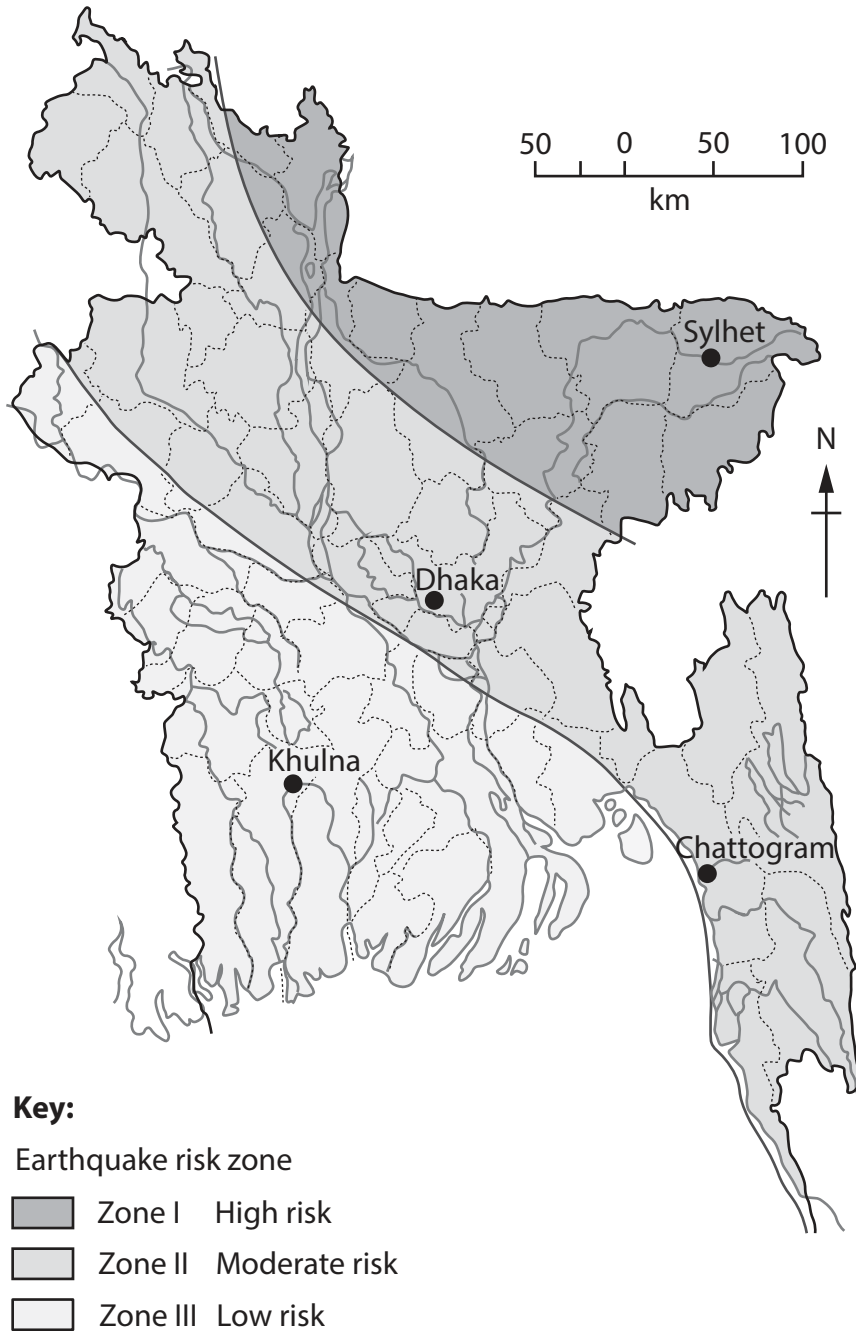 50 0 50 100
km
Sylhet
N
Dhaka
Khulna
Chattogram
Key:
Earthquake risk zone
Zone I High risk
Zone II Moderate risk
Zone III Low risk